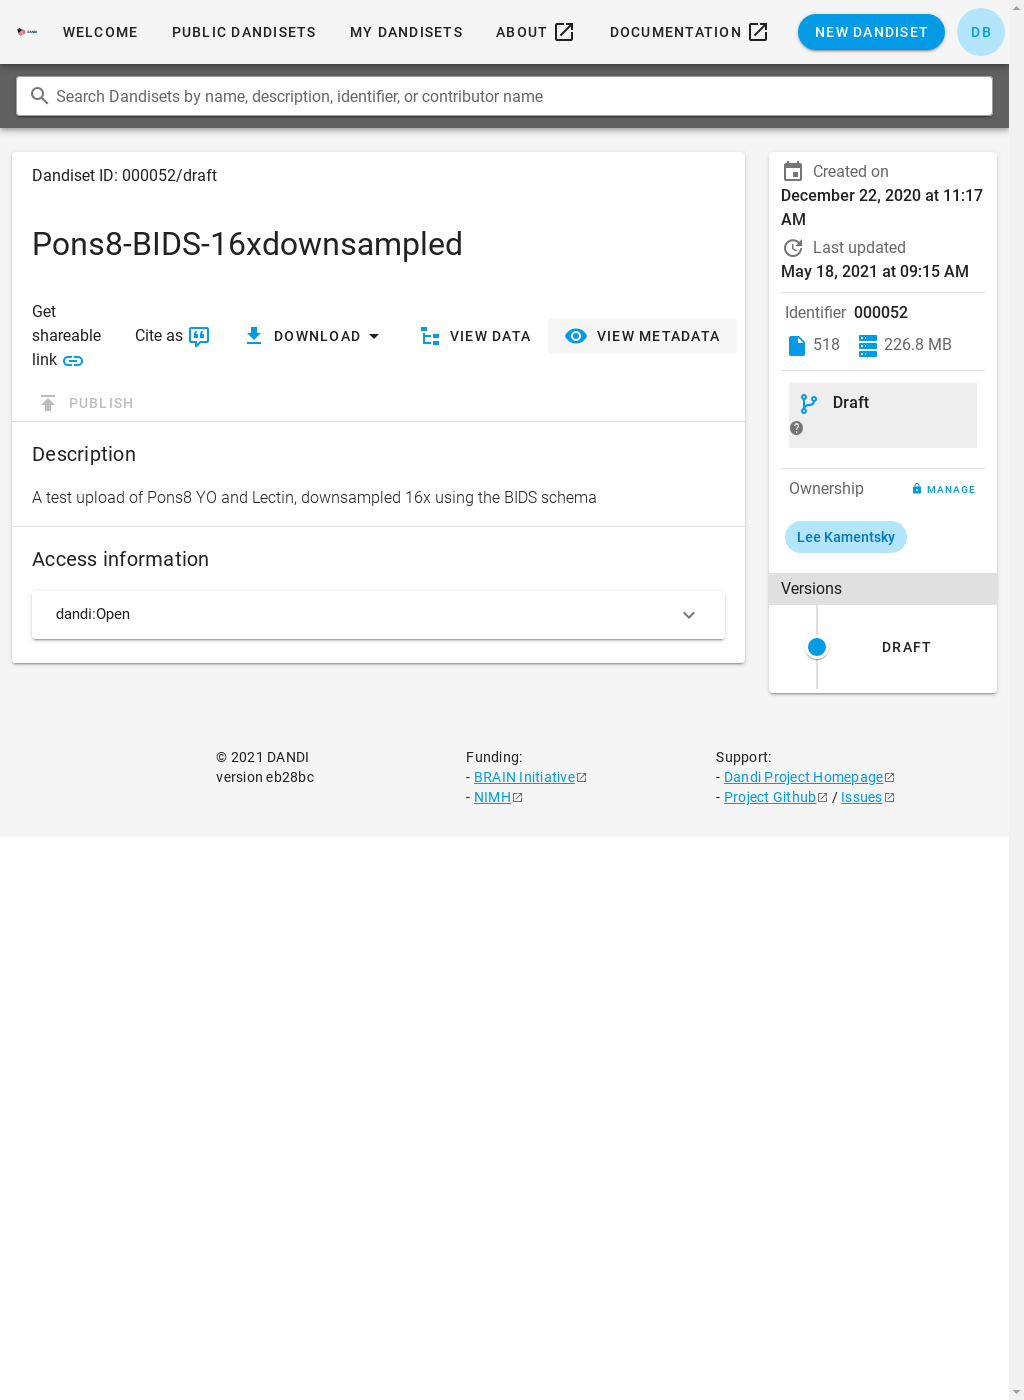 WELCOME PUBLIC DANDISETS MY DANDISETS ABOUT DOCUMENTATION NEW DANDISET DB
Search Dandisets by name, description, identifier, or contributor name
Dandiset ID: 000052/draft
Pons8-BIDS-16xdownsampled
Get
shareable
link
Cite as
DOWNLOAD
VIEW DATA
VIEW METADATA
PUBLISH
Description
A test upload of Pons8 YO and Lectin, downsampled 16x using the BIDS schema
Access information
dandi:Open
Created on
December 22, 2020 at 11:17
AM
Last updated
May 18, 2021 at 09:15 AM
Identifier 000052
518 226.8 MB
Draft
Ownership MANAGE
Lee Kamentsky
Versions
DRAFT
© 2021 DANDI
version eb28bc
Funding:
- BRAIN Initiative
- NIMH
Support:
- Dandi Project Homepage
- Project Github / Issues